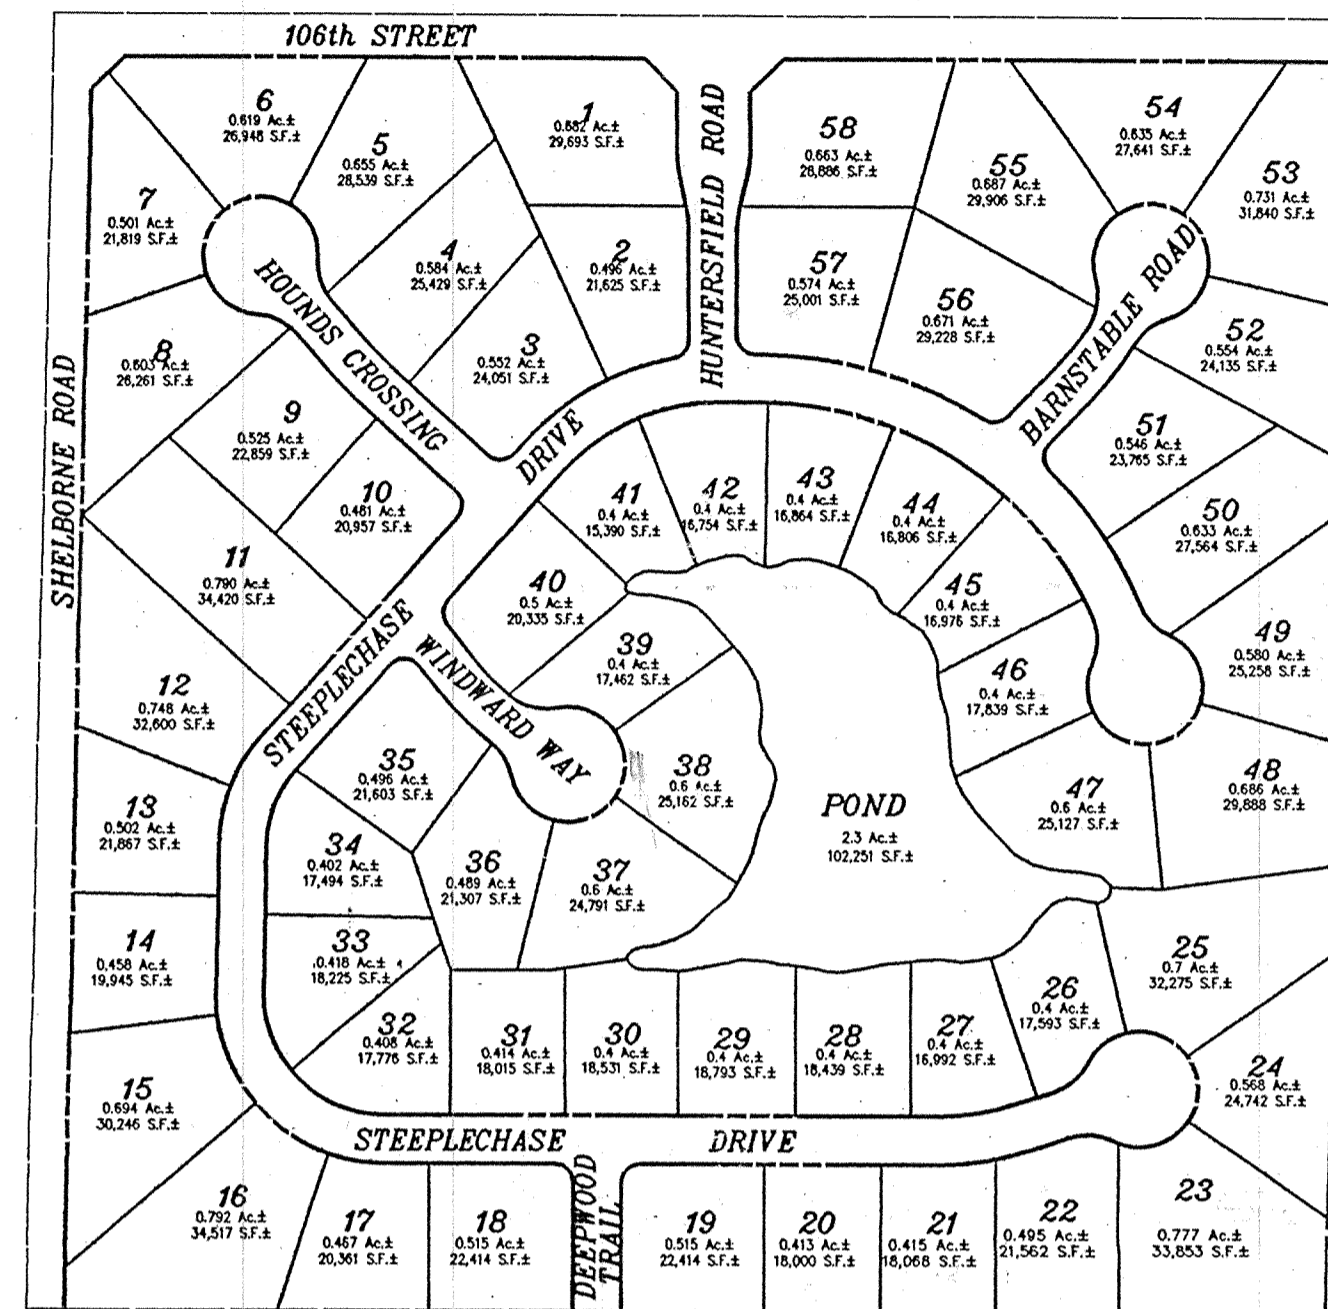 106th STREET
SHELBORNE ROAD
HUNTERSFIELD ROAD
HOUNDS CROSSING
BARNSTABLE ROAD
DRIVE
STEEPLECHASE
WINDWARD WAY
STEEPLECHASE DRIVE
DEEPWOOD
TRAIL
6
0.619 Ac.±
26,948 S.F.±
5
0.655 Ac.±
28,539 S.F.±
1
0.682 Ac.±
29,693 S.F.±
58
0.663 Ac.±
28,886 S.F.±
55
0.687 Ac.±
29,906 S.F.±
54
0.635 Ac.±
27,641 S.F.±
53
0.731 Ac.±
31,840 S.F.±
7
0.501 Ac.±
21,819 S.F.±
4
0.584 Ac.±
25,429 S.F.±
2
0.496 Ac.±
21,625 S.F.±
57
0.574 Ac.±
25,001 S.F.±
56
0.671 Ac.±
29,228 S.F.±
52
0.554 Ac.±
24,135 S.F.±
8
0.603 Ac.±
26,261 S.F.±
3
0.552 Ac.±
24,051 S.F.±
9
0.525 Ac.±
22,859 S.F.±
51
0.546 Ac.±
23,765 S.F.±
10
0.481 Ac.±
20,957 S.F.±
41
0.4 Ac.±
15,390 S.F.±
42
0.4 Ac.±
16,754 S.F.±
43
0.4 Ac.±
16,864 S.F.±
44
0.4 Ac.±
16,806 S.F.±
50
0.633 Ac.±
27,564 S.F.±
11
0.790 Ac.±
34,420 S.F.±
40
0.5 Ac.±
20,335 S.F.±
45
0.4 Ac.±
16,976 S.F.±
39
0.4 Ac.±
17,462 S.F.±
49
0.580 Ac.±
25,258 S.F.±
12
0.748 Ac.±
32,600 S.F.±
46
0.4 Ac.±
17,839 S.F.±
35
0.496 Ac.±
21,603 S.F.±
38
0.6 Ac.±
25,162 S.F.±
POND
2.3 Ac.±
102,251 S.F.±
47
0.6 Ac.±
25,127 S.F.±
48
0.686 Ac.±
29,888 S.F.±
13
0.502 Ac.±
21,867 S.F.±
34
0.402 Ac.±
17,494 S.F.±
36
0.489 Ac.±
21,307 S.F.±
37
0.6 Ac.±
24,791 S.F.±
14
0.458 Ac.±
19,945 S.F.±
33
0.418 Ac.±
18,225 S.F.±
25
0.7 Ac.±
32,275 S.F.±
32
0.408 Ac.±
17,776 S.F.±
31
0.414 Ac.±
18,015 S.F.±
30
0.4 Ac.±
18,531 S.F.±
29
0.4 Ac.±
18,793 S.F.±
28
0.4 Ac.±
18,439 S.F.±
27
0.4 Ac.±
16,992 S.F.±
26
0.4 Ac.±
17,593 S.F.±
24
0.568 Ac.±
24,742 S.F.±
15
0.694 Ac.±
30,246 S.F.±
16
0.792 Ac.±
34,517 S.F.±
17
0.467 Ac.±
20,361 S.F.±
18
0.515 Ac.±
22,414 S.F.±
19
0.515 Ac.±
22,414 S.F.±
20
0.413 Ac.±
18,000 S.F.±
21
0.415 Ac.±
18,068 S.F.±
22
0.495 Ac.±
21,562 S.F.±
23
0.777 Ac.±
33,853 S.F.±